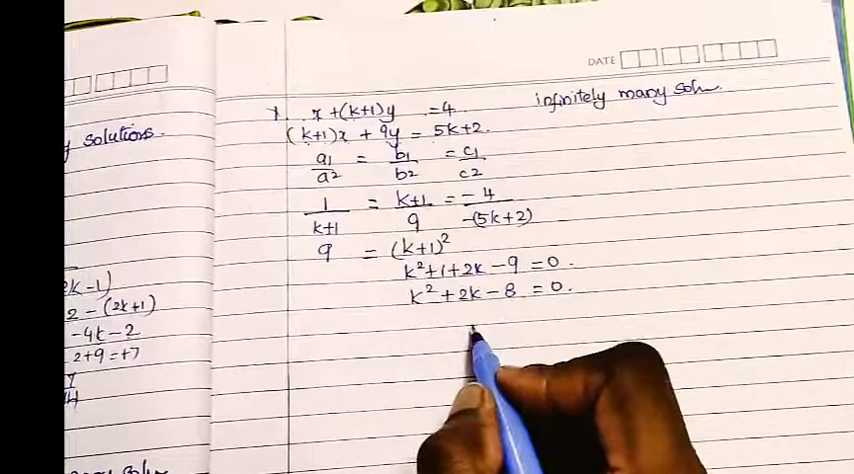 DATE
x + (k+1)y = 4 infinitely many soln
(k+1)x + 9y = 5k+2.
a1/a2 = b1/b2 = c1/c2
1/(k+1) = (k+1)/9 = -4/-(5k+2)
9 = (k+1)²
k²+1+2k-9 = 0.
k²+2k-8 = 0.
solutions.
2k-1)
2 - (2k+1)
-4k-2
2+9 = +7